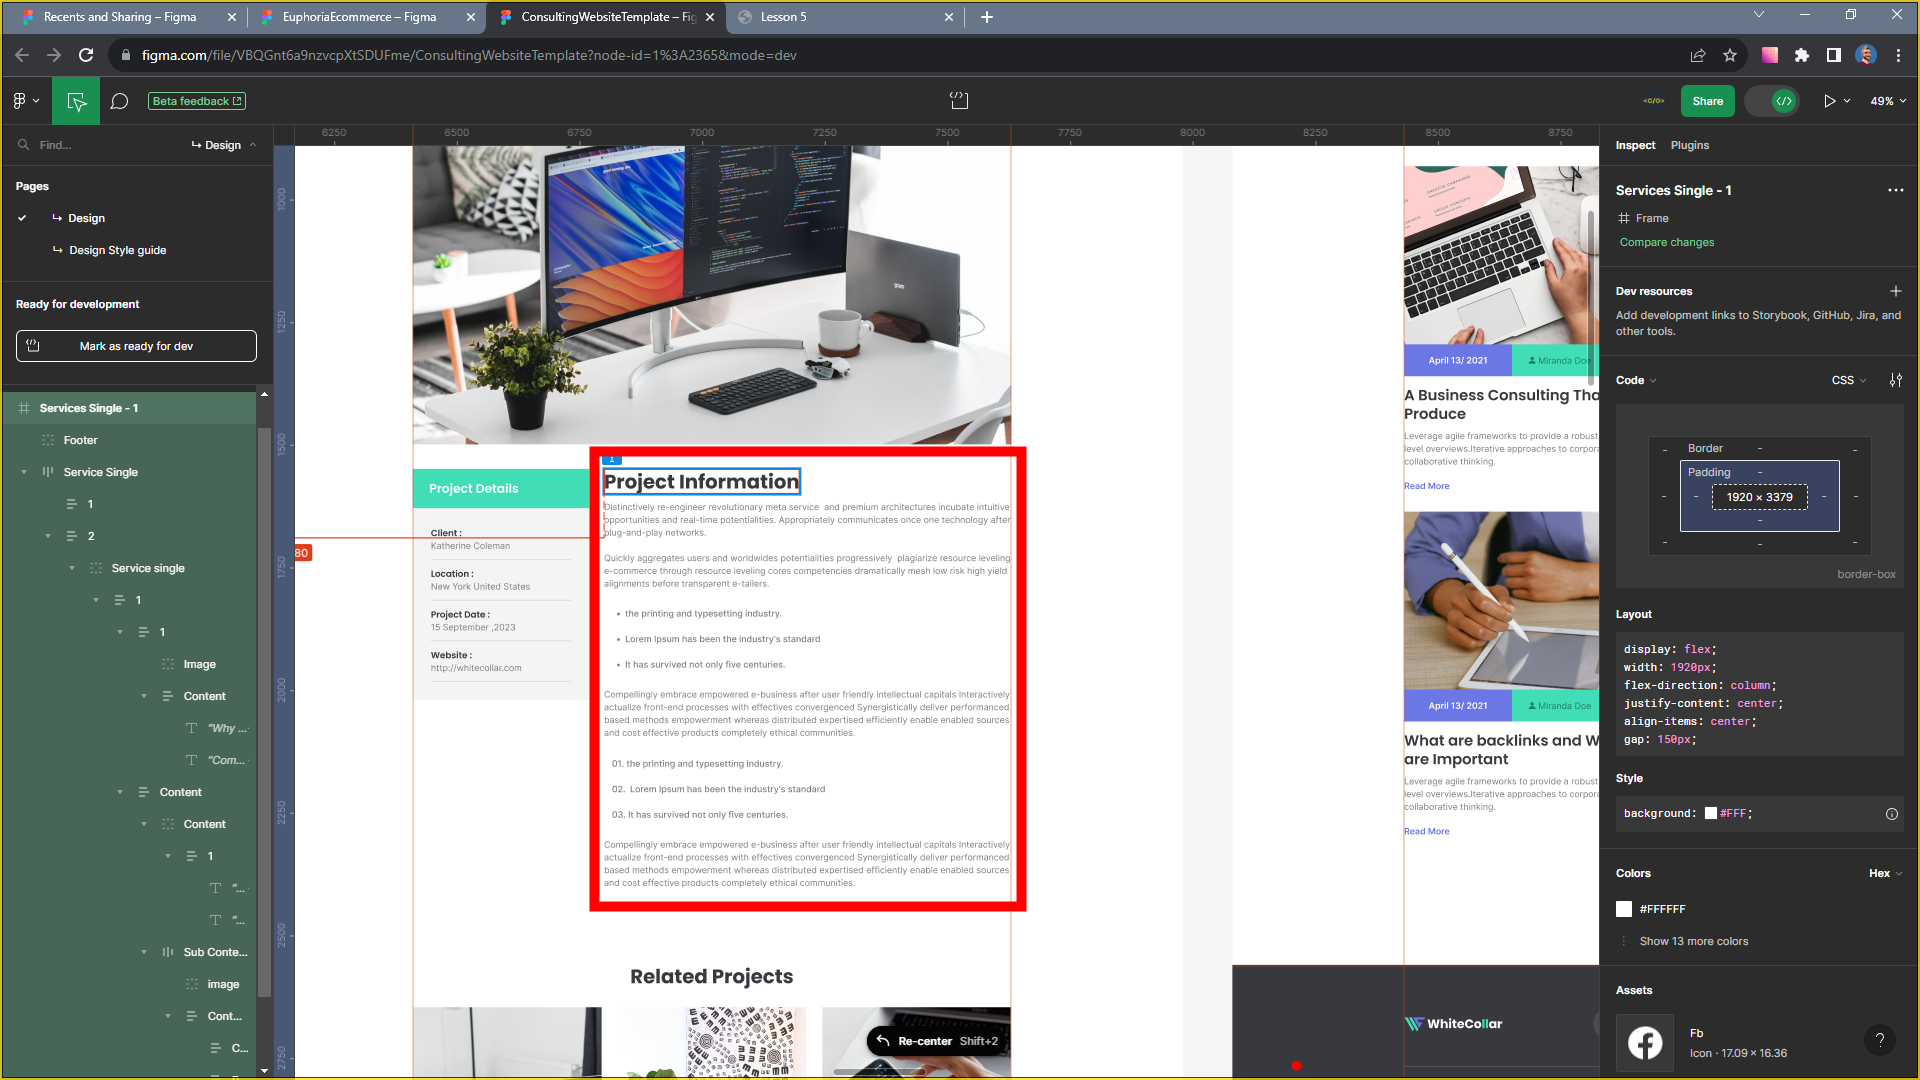 Recents and Sharing – Figma
EuphoriaEcommerce – Figma
ConsultingWebsiteTemplate – Fig
Lesson 5
figma.com/file/VBQGnt6a9nzvcpXtSDUFme/ConsultingWebsiteTemplate?node-id=1%3A2365&mode=dev
Beta feedback
Share
49%
Find...
Design
Pages
Design
Design Style guide
Ready for development
Mark as ready for dev
Services Single - 1
Footer
Service Single
1
2
Service single
1
1
Image
Content
"Why ...
"Com...
Content
Content
1
"...
"...
Sub Conte...
image
Cont...
C...
6250 6500 6750 7000 7250 7500 7750 8000 8250 8500 8750
1000
1250
1500
1750
2000
2250
2500
2750
80
Project Details
Client :
Katherine Coleman
Location :
New York United States
Project Date :
15 September ,2023
Website :
http://whitecollar.com
Project Information
Distinctively re-engineer revolutionary meta service and premium architectures incubate intuitive
opportunities and real-time potentialities. Appropriately communicates once one technology after
plug-and-play networks.
Quickly aggregates users and worldwides potentialities progressively plagiarize resource leveling
e-commerce through resource leveling cores competencies dramatically mesh low risk high yield
alignments before transparent e-tailers.
• the printing and typesetting industry.
• Lorem Ipsum has been the industry's standard
• It has survived not only five centuries.
Compellingly embrace empowered e-business after user friendly intellectual capitals Interactively
actualize front-end processes with effectives convergenced Synergistically deliver performanced
based methods empowerment whereas distributed expertised efficiently enable enabled sources
and cost effective products completely ethical communities.
01. the printing and typesetting industry.
02. Lorem Ipsum has been the industry's standard
03. It has survived not only five centuries.
Compellingly embrace empowered e-business after user friendly intellectual capitals Interactively
actualize front-end processes with effectives convergenced Synergistically deliver performanced
based methods empowerment whereas distributed expertised efficiently enable enabled sources
and cost effective products completely ethical communities.
Related Projects
Re-center Shift+2
gram
April 13/ 2021
Miranda Doe
A Business Consulting Tha
Produce
Leverage agile frameworks to provide a robust
level overviews.Iterative approaches to corpora
collaborative thinking.
Read More
April 13/ 2021
Miranda Doe
What are backlinks and W
are Important
Leverage agile frameworks to provide a robust
level overviews.Iterative approaches to corpora
collaborative thinking.
Read More
WhiteCollar
Inspect
Plugins
Services Single - 1
Frame
Compare changes
Dev resources
Add development links to Storybook, GitHub, Jira, and
other tools.
Code
CSS
Border
Padding
1920 × 3379
border-box
Layout
display: flex;
width: 1920px;
flex-direction: column;
justify-content: center;
align-items: center;
gap: 150px;
Style
background: #FFF;
Colors
Hex
#FFFFFF
Show 13 more colors
Assets
Fb
Icon · 17.09 × 16.36
?